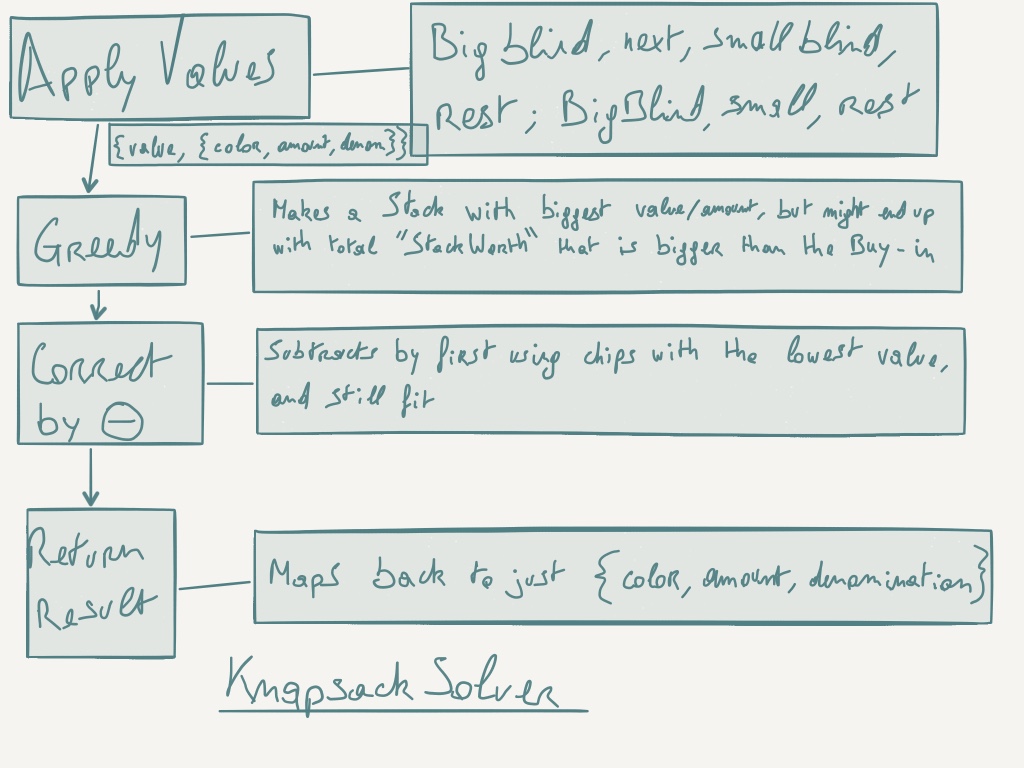 Apply Values
Big blind, next, small blind,
Rest ; BigBlind, small, rest
{value, {color, amount, denom}}
Greedy
Makes a Stack with biggest value/amount, but might end up
with total "StackWorth" that is bigger than the Buy-in
Correct
by ⊖
Subtracts by first using chips with the lowest value,
and still fit
Return
Result
Maps back to just {color, amount, denomination}
Knapsack Solver